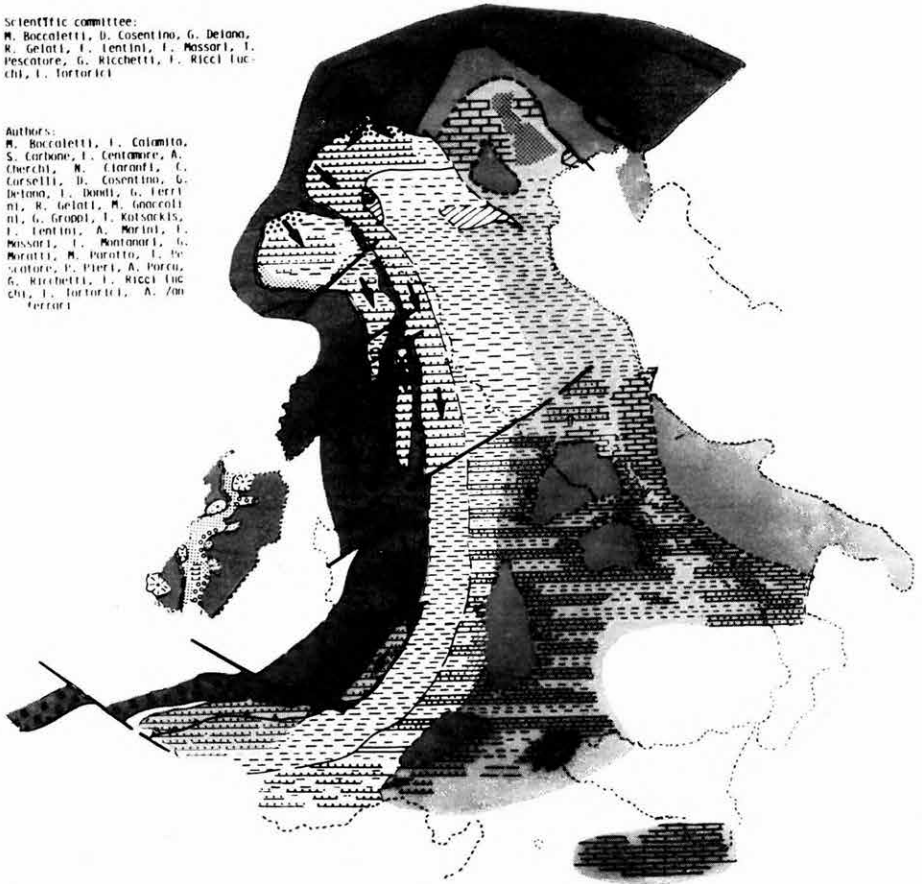 Scientific committee:
M. Boccaletti, D. Cosentino, G. Deiana,
R. Gelati, F. Lentini, F. Massari, T.
Pescatore, G. Ricchetti, F. Ricci Luc-
chi, L. Tortorici
Authors:
M. Boccaletti, F. Calamita,
S. Carbone, E. Centamore, A.
Cherchi, N. Ciaranfi, C.
Corselli, D. Cosentino, G.
Deiana, L. Dondi, G. Ferri
ni, R. Gelati, M. Gnaccoli
ni, G. Groppi, T. Kotsackis,
F. Lentini, A. Marini, F.
Massari, L. Montanari, G.
Moratti, M. Parotto, T. Pe
scatore, P. Pieri, A. Porcu,
G. Ricchetti, F. Ricci Luc
chi, L. Tortorici, A. Zan
ferrari